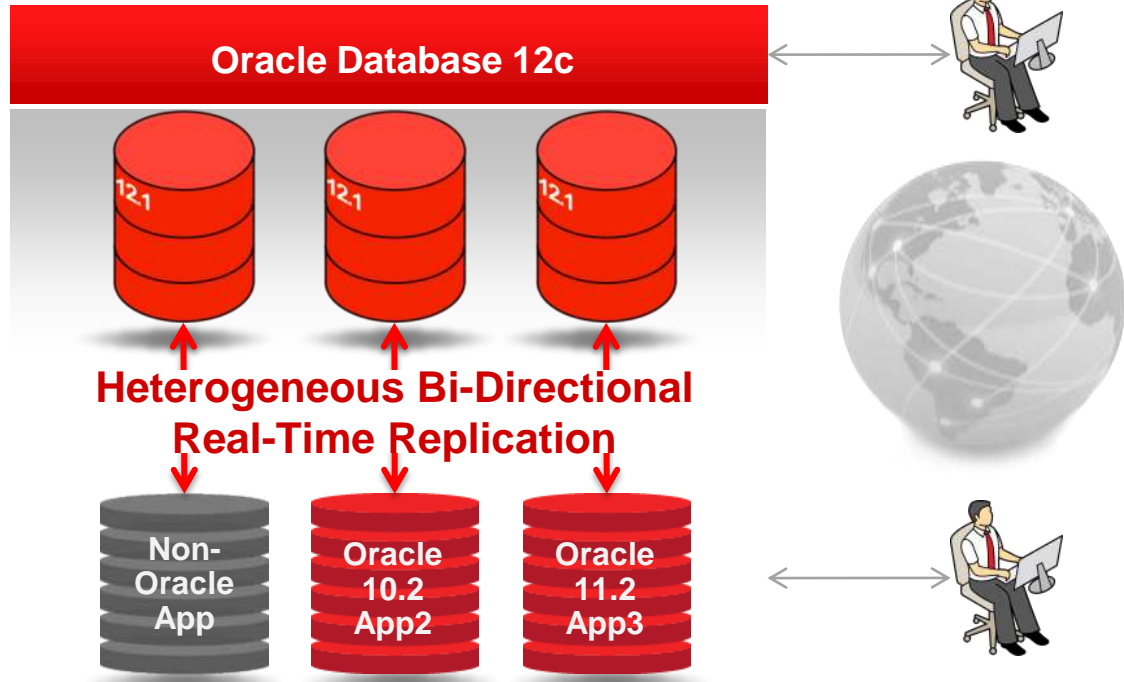 Oracle Database 12c
12.1
12.1
12.1
Heterogeneous Bi-Directional
Real-Time Replication
Non-
Oracle
App
Oracle
10.2
App2
Oracle
11.2
App3